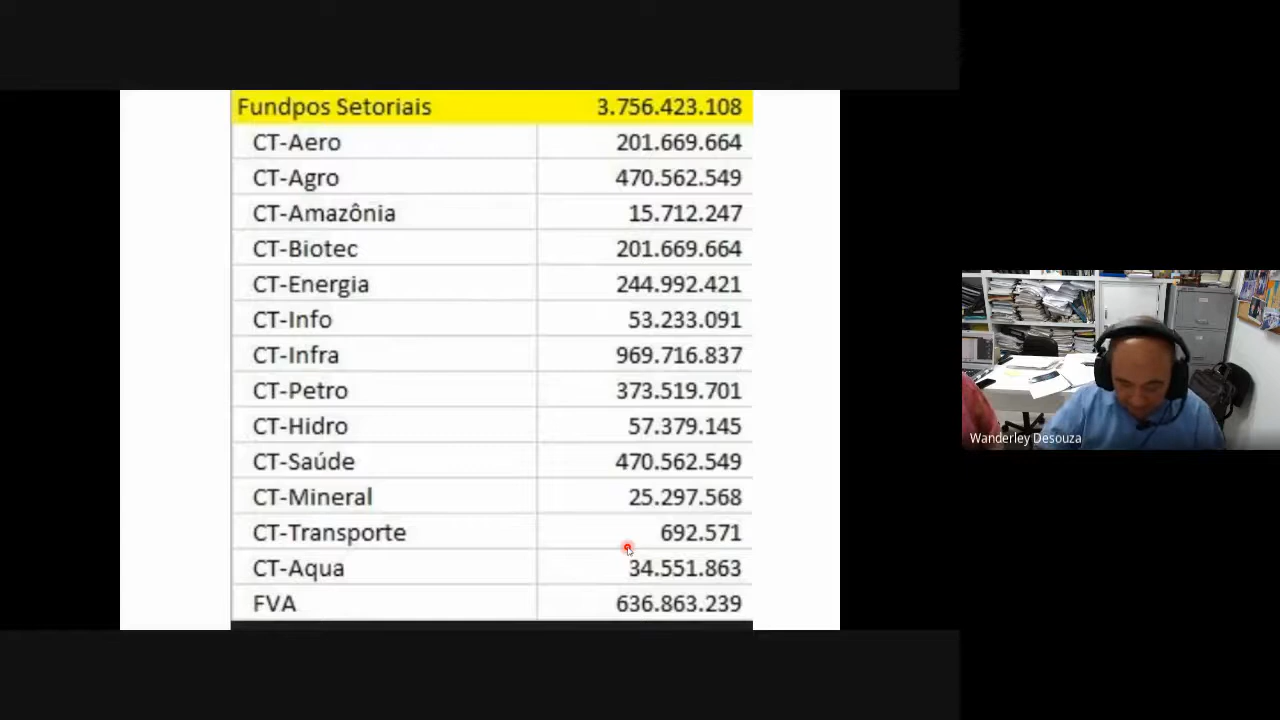 Fundpos Setoriais 3.756.423.108
CT-Aero 201.669.664
CT-Agro 470.562.549
CT-Amazônia 15.712.247
CT-Biotec 201.669.664
CT-Energia 244.992.421
CT-Info 53.233.091
CT-Infra 969.716.837
CT-Petro 373.519.701
CT-Hidro 57.379.145
CT-Saúde 470.562.549
CT-Mineral 25.297.568
CT-Transporte 692.571
CT-Aqua 34.551.863
FVA 636.863.239
Wanderley Desouza